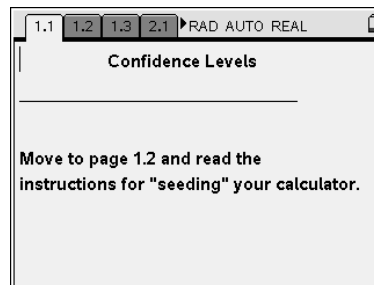 1.1 1.2 1.3 2.1 RAD AUTO REAL
Confidence Levels
Move to page 1.2 and read the
instructions for "seeding" your calculator.